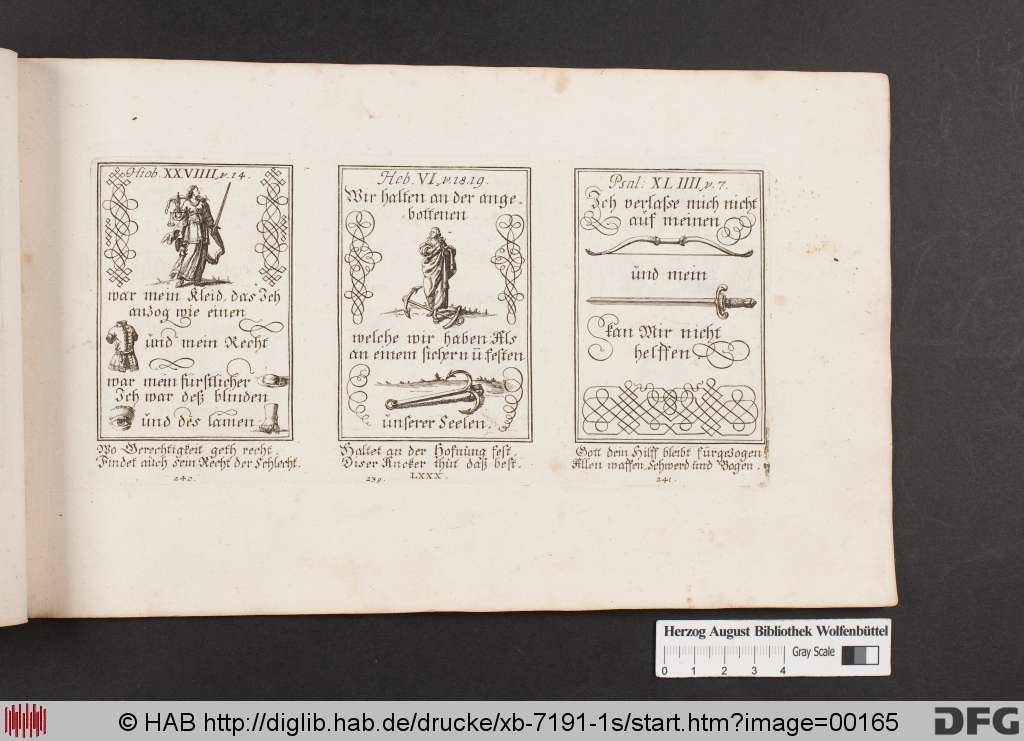 Hiob. XXVIIII, v. 14.
war mein Kleid, das Ich
anzog wie einen
und mein Recht
war mein fürstlicher
Ich war deß blinden
und des lamen
Wo Gerechtigkeit geth recht.
Findet auch sein Recht der Schlecht.
240.
Heb. VI, v. 18. 19.
Wir halten an der ange-
bottenen
welche wir haben Als
an einem sichern ū festen
unserer Seelen.
Haltet an der Hofnung fest.
Diser Ancker thut daß best.
239.
LXXX.
Psal: XLIIII, v. 7.
Ich verlasse mich nicht
auf meinen
und mein
kan Mir nicht
helffen
Gott dein Hilff bleibt fürgezogen
Allen waffen, Schwerd und Bogen.
241.
Herzog August Bibliothek Wolfenbüttel
0 1 2 3 4
Gray Scale
© HAB http://diglib.hab.de/drucke/xb-7191-1s/start.htm?image=00165
DFG